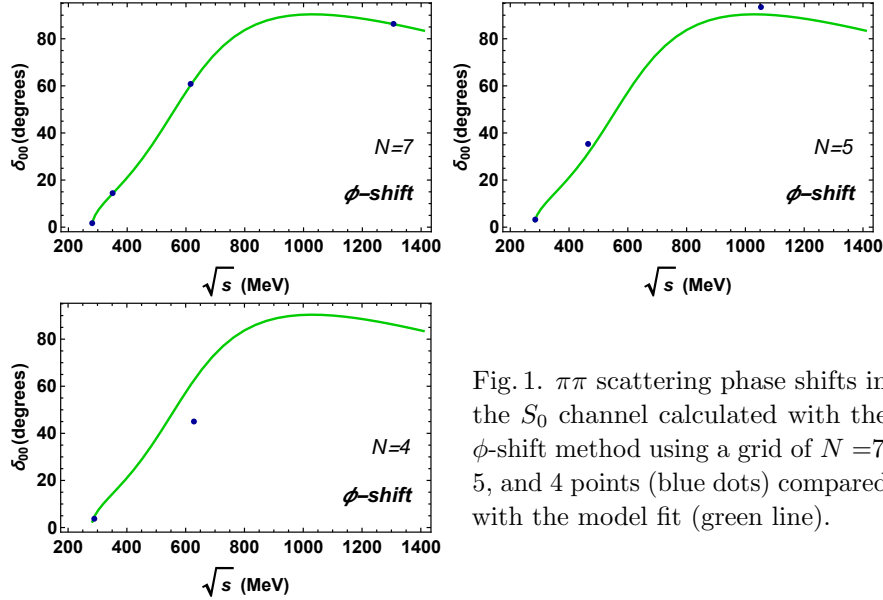 80
60
40
20
0
δ00(degrees)
N=7
ϕ–shift
200 400 600 800 1000 1200 1400
√s (MeV)
80
60
40
20
0
δ00(degrees)
N=5
ϕ–shift
200 400 600 800 1000 1200 1400
√s (MeV)
80
60
40
20
0
δ00(degrees)
N=4
ϕ–shift
200 400 600 800 1000 1200 1400
√s (MeV)
Fig. 1. ππ scattering phase shifts in
the S0 channel calculated with the
ϕ-shift method using a grid of N =7
5, and 4 points (blue dots) compared
with the model fit (green line).